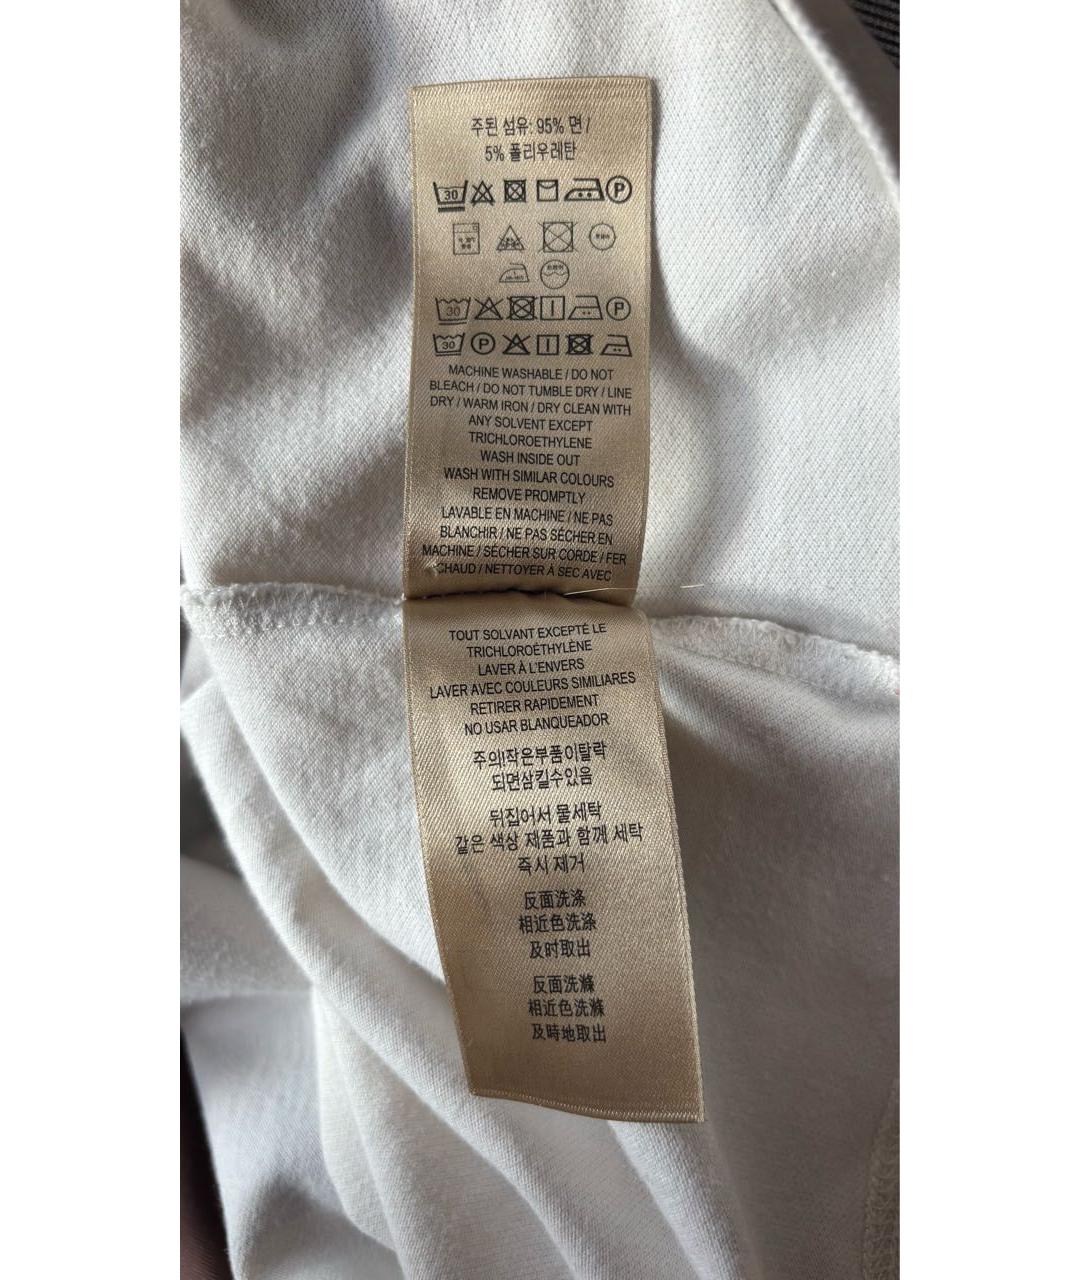 주된 섬유: 95% 면 /
5% 폴리우레탄
30 P
30 P
30 P
MACHINE WASHABLE / DO NOT
BLEACH / DO NOT TUMBLE DRY / LINE
DRY / WARM IRON / DRY CLEAN WITH
ANY SOLVENT EXCEPT
TRICHLOROETHYLENE
WASH INSIDE OUT
WASH WITH SIMILAR COLOURS
REMOVE PROMPTLY
LAVABLE EN MACHINE / NE PAS
BLANCHIR / NE PAS SÉCHER EN
MACHINE / SÉCHER SUR CORDE / FER
CHAUD / NETTOYER À SEC AVEC
TOUT SOLVANT EXCEPTÉ LE
TRICHLOROÉTHYLÈNE
LAVER À L'ENVERS
LAVER AVEC COULEURS SIMILIARES
RETIRER RAPIDEMENT
NO USAR BLANQUEADOR
주의!작은부품이탈락
되면삼킬수있음
뒤집어서 물세탁
같은 색상 제품과 함께 세탁
즉시 제거
反面洗涤
相近色洗涤
及时取出
反面洗滌
相近色洗滌
及時地取出